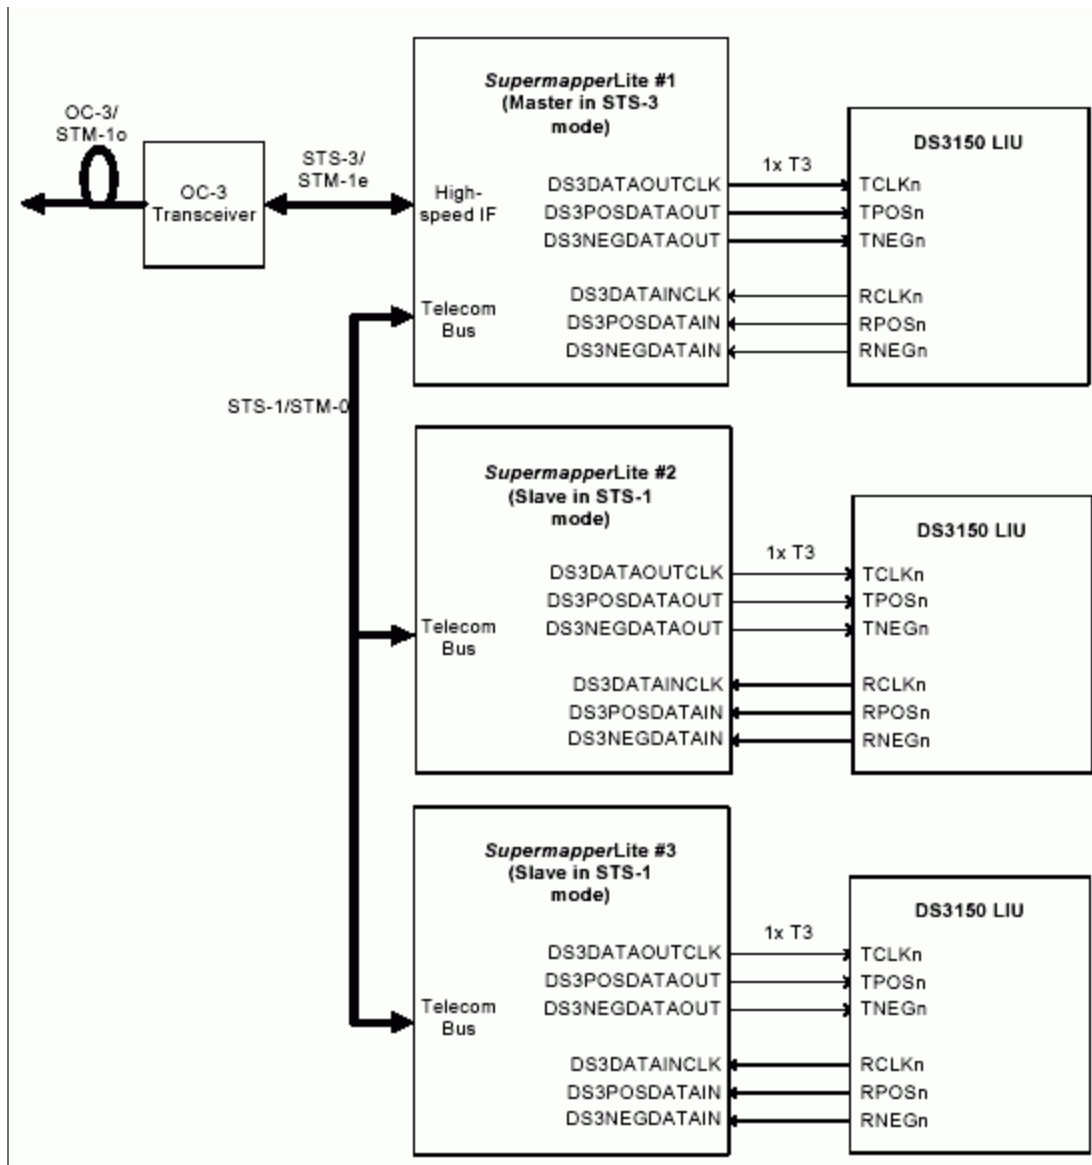 SupermapperLite #1
(Master in STS-3
mode)
OC-3/
STM-1o
DS3150 LIU
OC-3
Transceiver
STS-3/
STM-1e
High-
speed IF
1x T3
DS3DATAOUTCLK
TCLKn
DS3POSDATAOUT
TPOSn
DS3NEGDATAOUT
TNEGn
DS3DATAINCLK
RCLKn
Telecom
Bus
DS3POSDATAIN
RPOSn
DS3NEGDATAIN
RNEGn
STS-1/STM-0
SupermapperLite #2
(Slave in STS-1
mode)
DS3150 LIU
1x T3
DS3DATAOUTCLK
TCLKn
DS3POSDATAOUT
TPOSn
DS3NEGDATAOUT
TNEGn
Telecom
Bus
DS3DATAINCLK
RCLKn
DS3POSDATAIN
RPOSn
DS3NEGDATAIN
RNEGn
SupermapperLite #3
(Slave in STS-1
mode)
DS3150 LIU
1x T3
DS3DATAOUTCLK
TCLKn
DS3POSDATAOUT
TPOSn
DS3NEGDATAOUT
TNEGn
Telecom
Bus
DS3DATAINCLK
RCLKn
DS3POSDATAIN
RPOSn
DS3NEGDATAIN
RNEGn